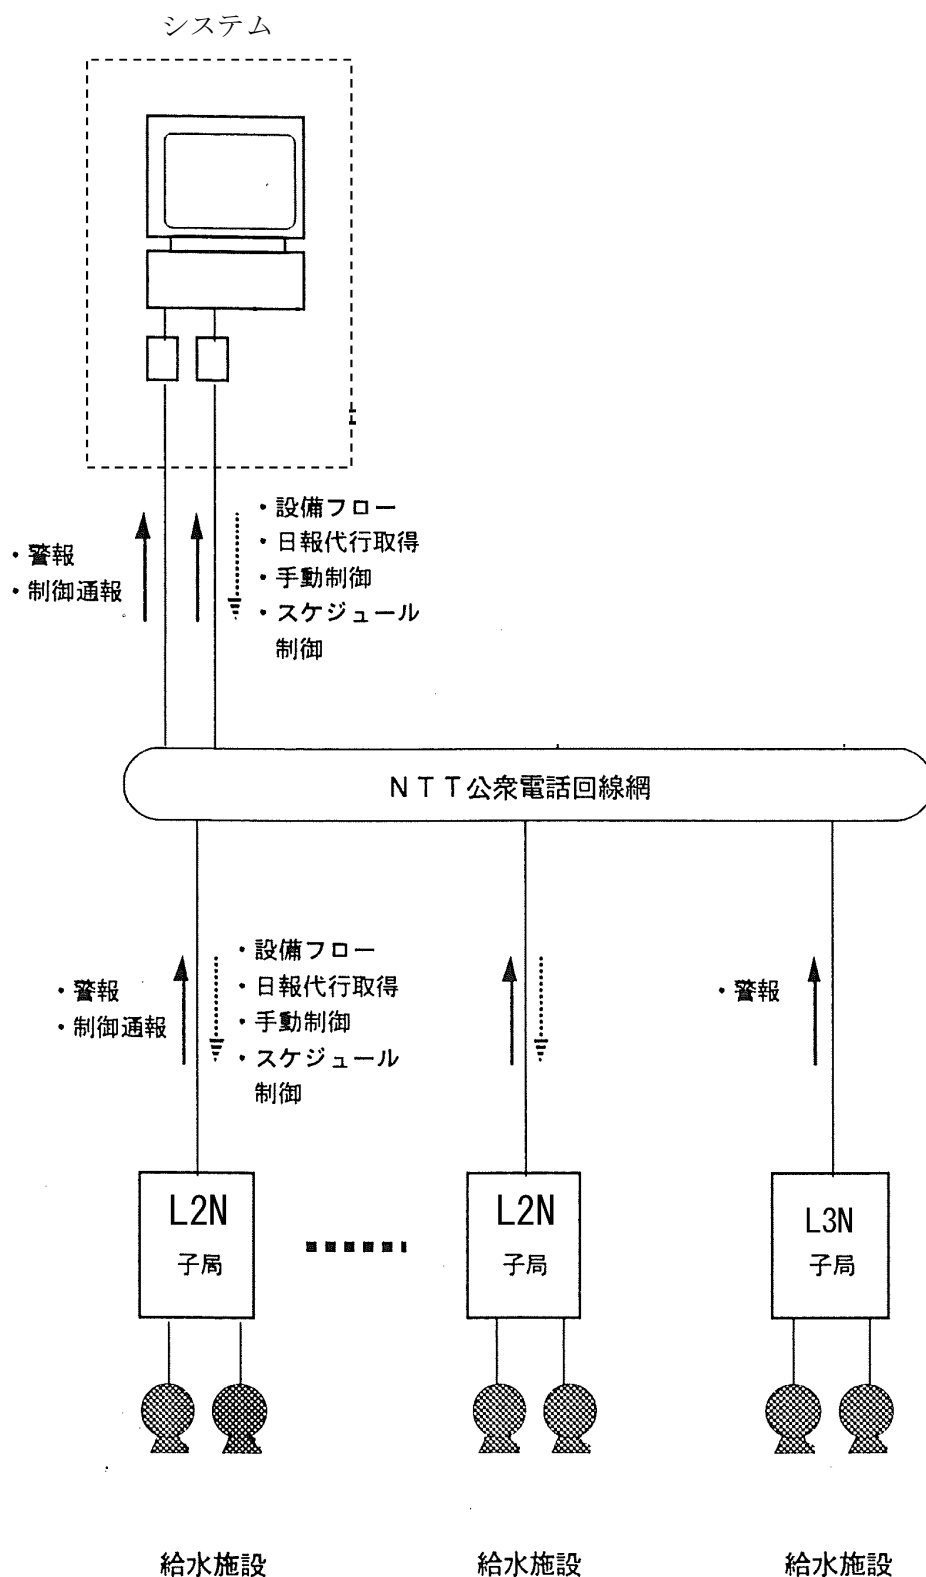 システム
・警報
・制御通報
・設備フロー
・日報代行取得
・手動制御
・スケジュール
制御
NTT公衆電話回線網
・警報
・制御通報
・設備フロー
・日報代行取得
・手動制御
・スケジュール
制御
・警報
L2N
子局
L2N
子局
L3N
子局
給水施設
給水施設
給水施設